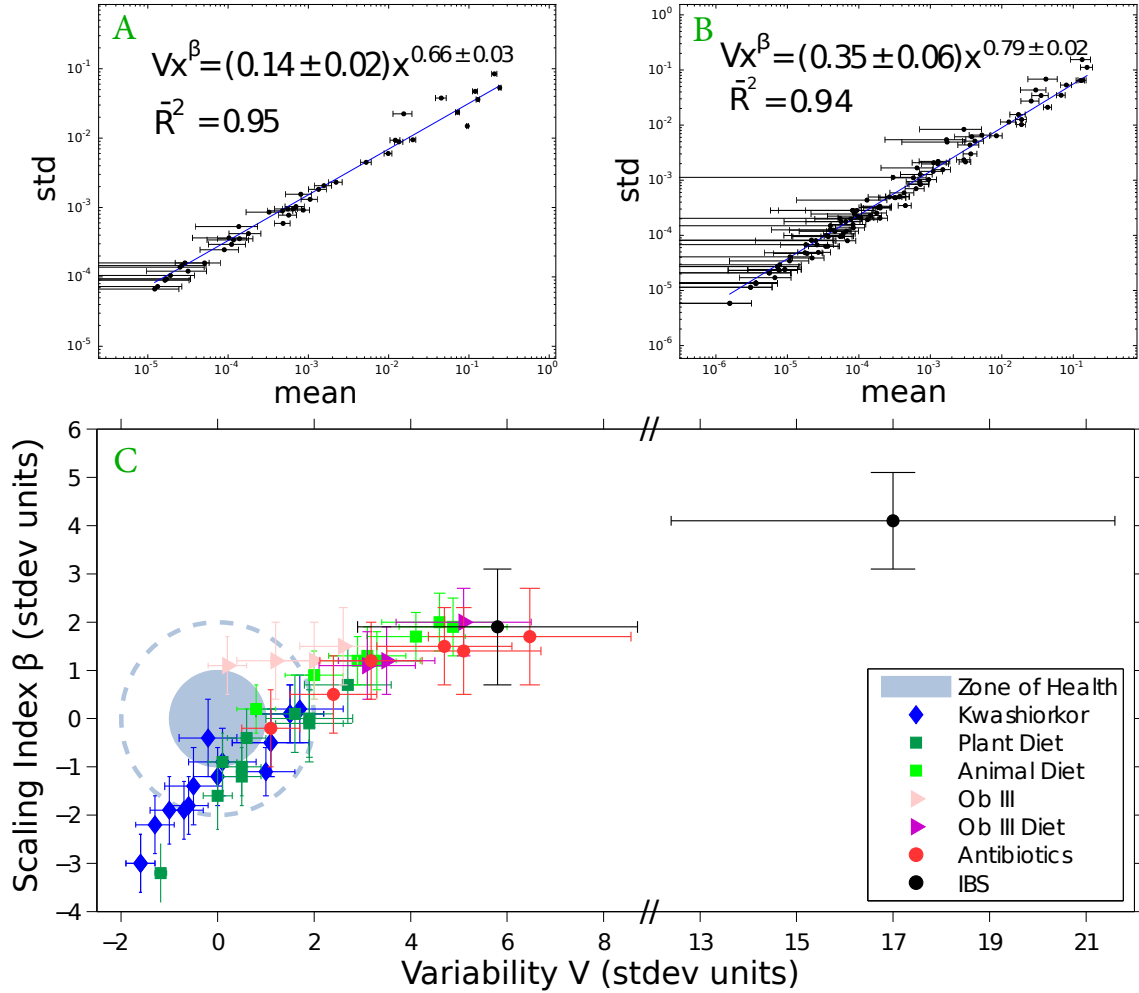 A
Vx^β=(0.14±0.02)x^0.66±0.03
R̄²=0.95
std
10⁻¹
10⁻²
10⁻³
10⁻⁴
10⁻⁵
10⁻⁵ 10⁻⁴ 10⁻³ 10⁻² 10⁻¹ 10⁰
mean
B
Vx^β=(0.35±0.06)x^0.79±0.02
R̄²=0.94
std
10⁰
10⁻¹
10⁻²
10⁻³
10⁻⁴
10⁻⁵
10⁻⁶
10⁻⁶ 10⁻⁵ 10⁻⁴ 10⁻³ 10⁻² 10⁻¹
mean
C
Scaling Index β (stdev units)
6
5
4
3
2
1
0
−1
−2
−3
−4
//
Zone of Health
Kwashiorkor
Plant Diet
Animal Diet
Ob III
Ob III Diet
Antibiotics
IBS
//
−2 0 2 4 6 8 13 15 17 19 21
Variability V (stdev units)